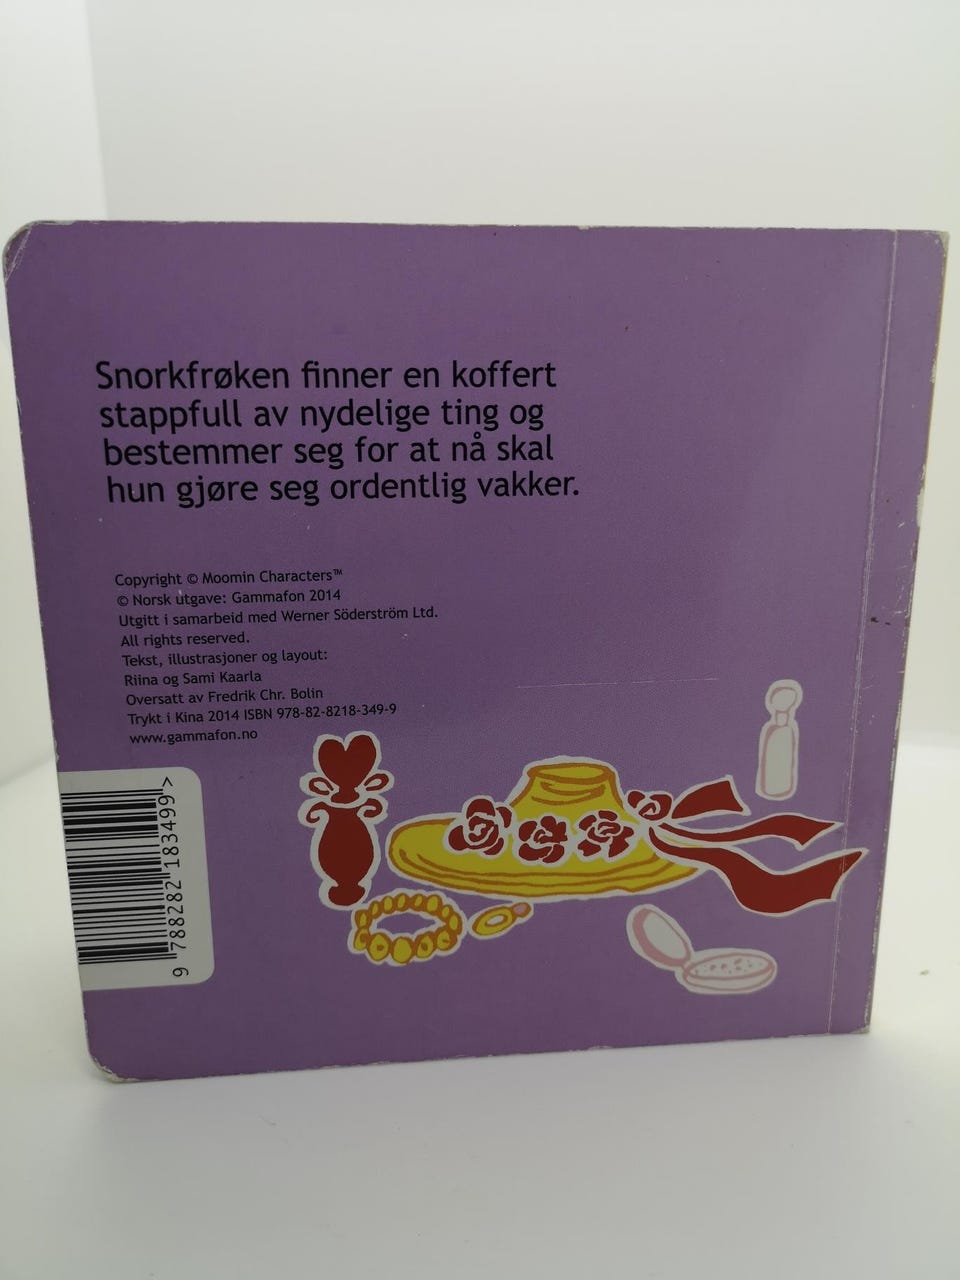 Snorkfrøken finner en koffert
stappfull av nydelige ting og
bestemmer seg for at nå skal
hun gjøre seg ordentlig vakker.
Copyright © Moomin Characters™
© Norsk utgave: Gammafon 2014
Utgitt i samarbeid med Werner Söderström Ltd.
All rights reserved.
Tekst, illustrasjoner og layout:
Riina og Sami Kaarla
Oversatt av Fredrik Chr. Bolin
Trykt i Kina 2014 ISBN 978-82-8218-349-9
www.gammafon.no
9 788282 183499 >